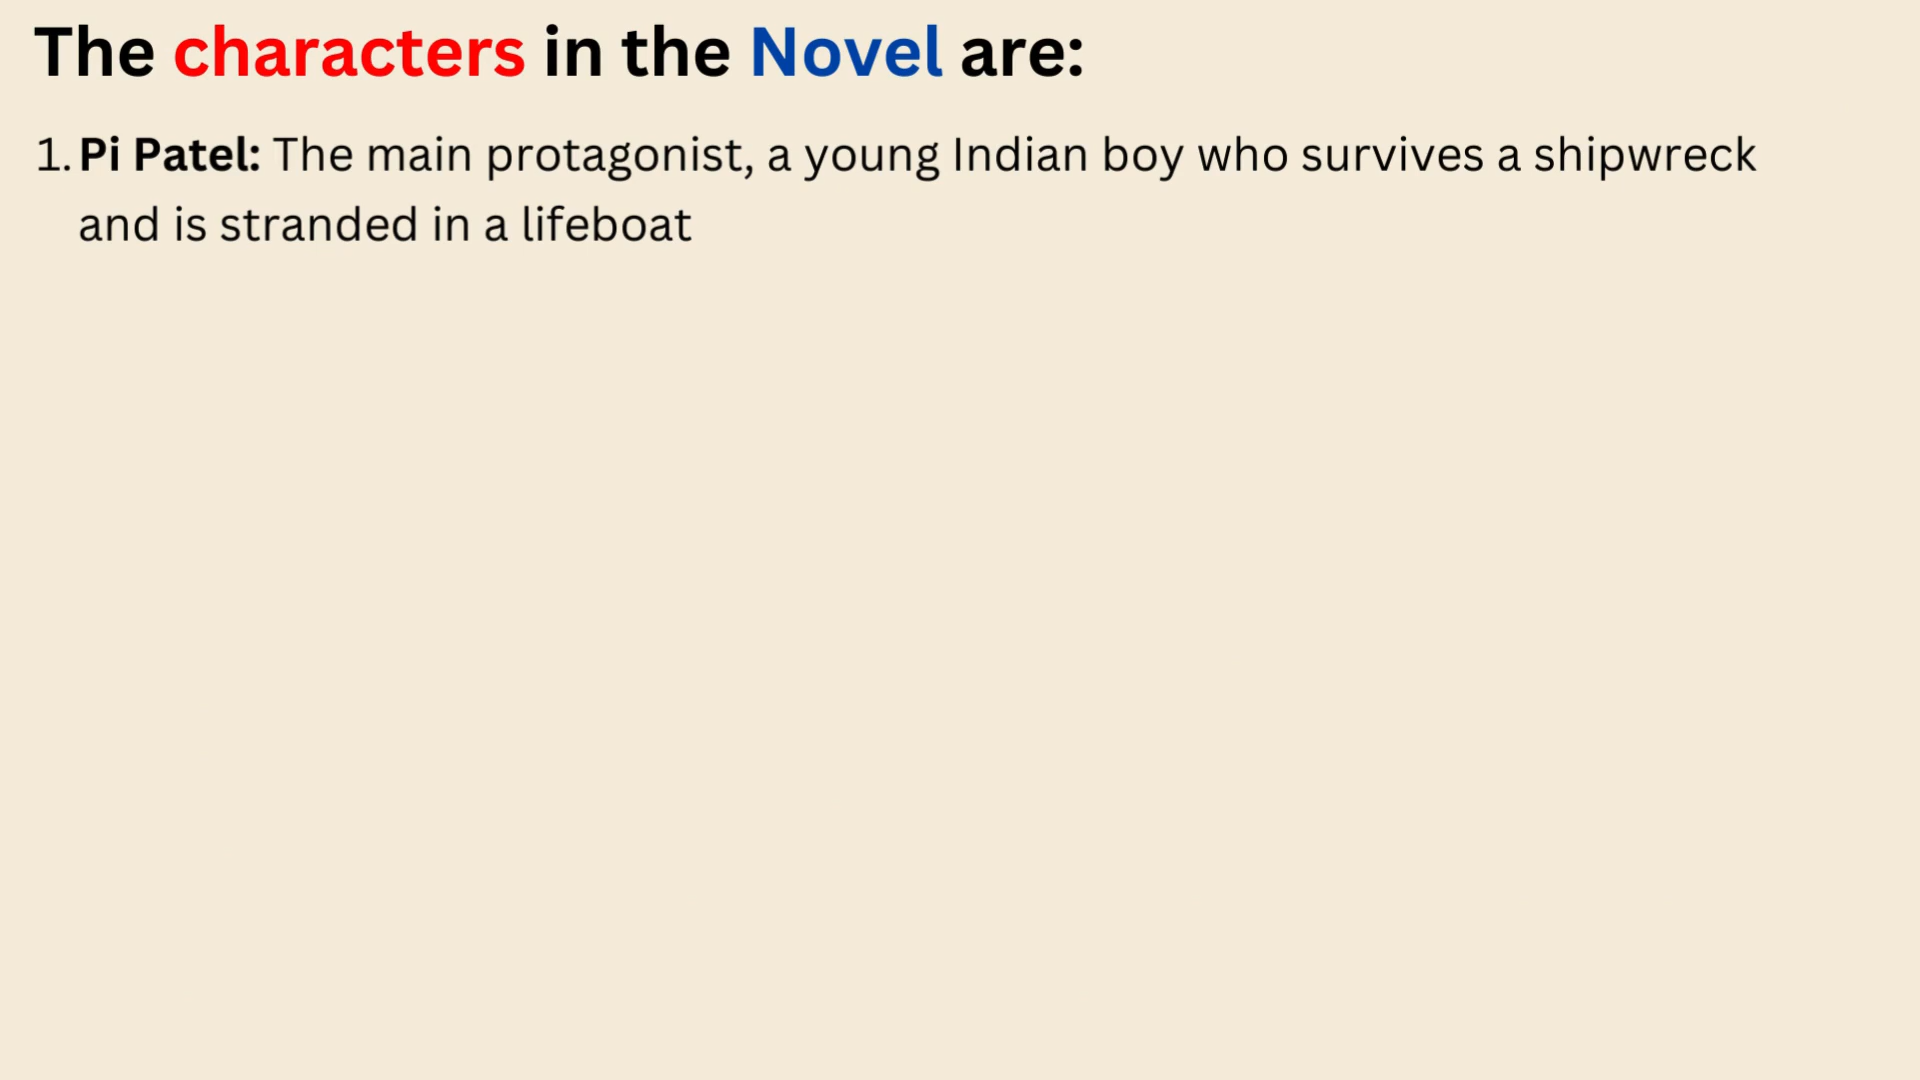 The characters in the Novel are:
1. Pi Patel: The main protagonist, a young Indian boy who survives a shipwreck
and is stranded in a lifeboat